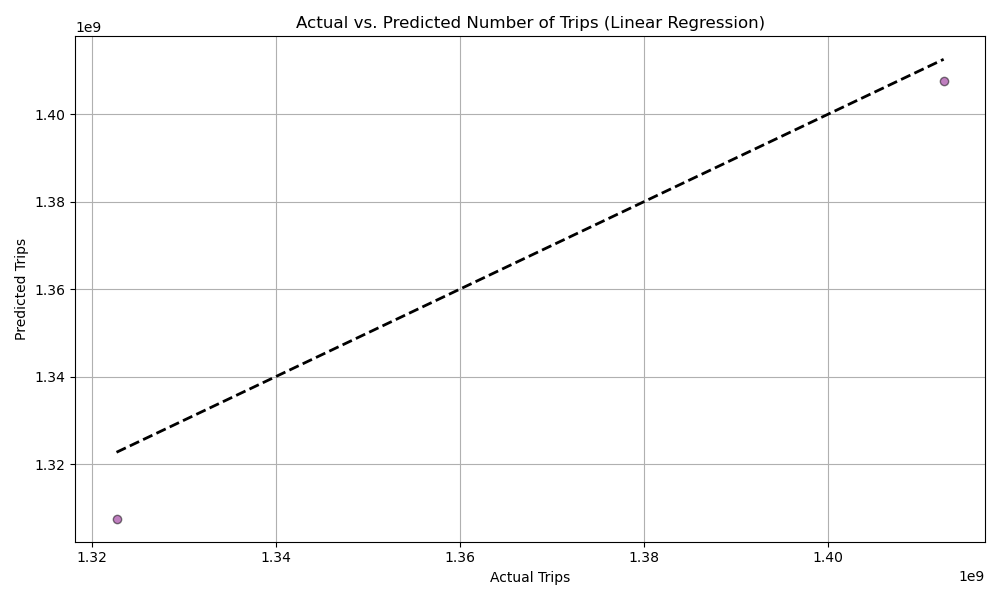 Actual vs. Predicted Number of Trips (Linear Regression)
1e9
1.40
1.38
1.36
1.34
1.32
Predicted Trips
1.32
1.34
1.36
1.38
1.40
1e9
Actual Trips